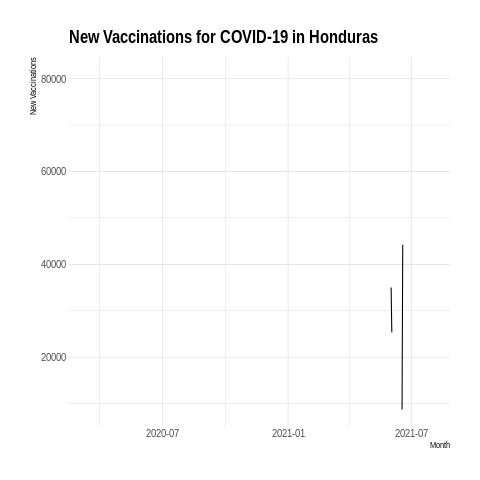 New Vaccinations for COVID-19 in Honduras
New Vaccinations
80000
60000
40000
20000
2020-07
2021-01
2021-07
Month